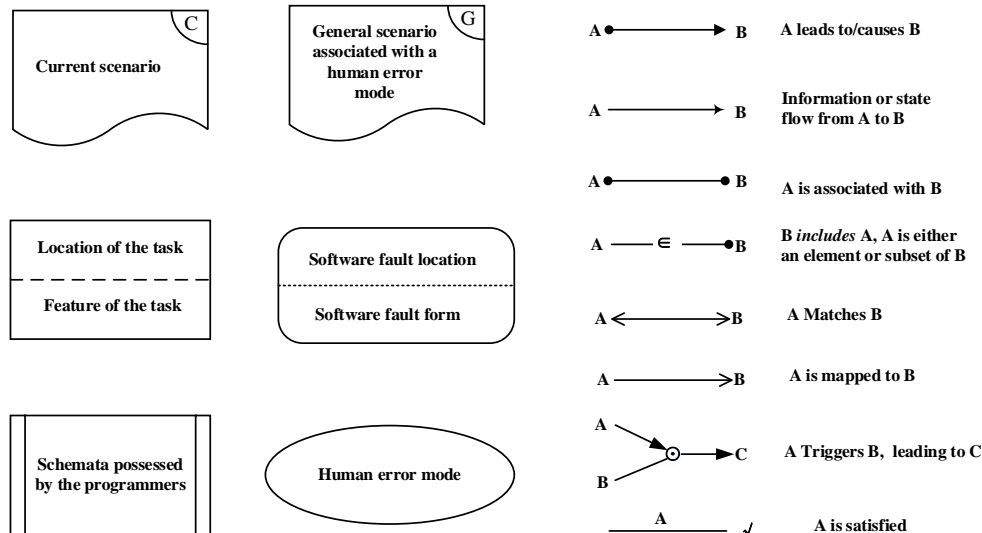 C
Current scenario
G
General scenario
associated with a
human error
mode
A B A leads to/causes B
A B Information or state
flow from A to B
A B A is associated with B
A ∈ B B includes A, A is either
an element or subset of B
Location of the task
Feature of the task
Software fault location
Software fault form
A B A Matches B
A B A is mapped to B
Schemata possessed
by the programmers
Human error mode
A
B
C A Triggers B, leading to C
A √ A is satisfied